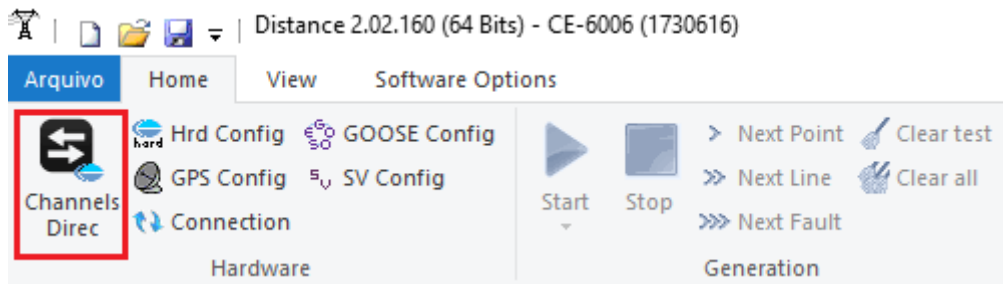 Distance 2.02.160 (64 Bits) - CE-6006 (1730616)
Arquivo Home View Software Options
Channels Direc
hard Hrd Config
GPS Config
Connection
GOOSE Config
SV SV Config
Hardware
Start
Stop
Next Point
Next Line
Next Fault
Clear test
Clear all
Generation